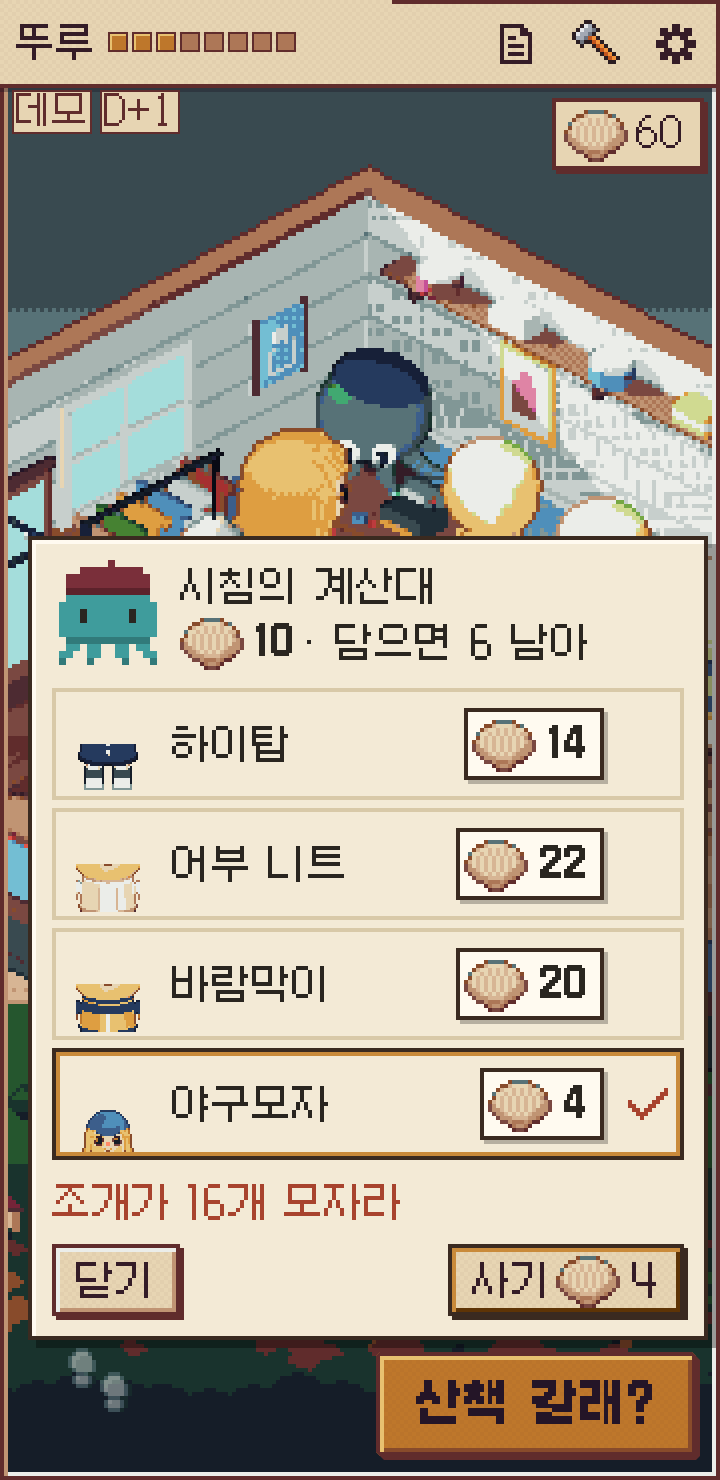 뚜루
데모 D+1
60
시침의 계산대
10 · 담으면 6 남아
하이탑 14
어부 니트 22
바람막이 20
야구모자 4
조개가 16개 모자라
닫기 사기 4
산책 갈래?